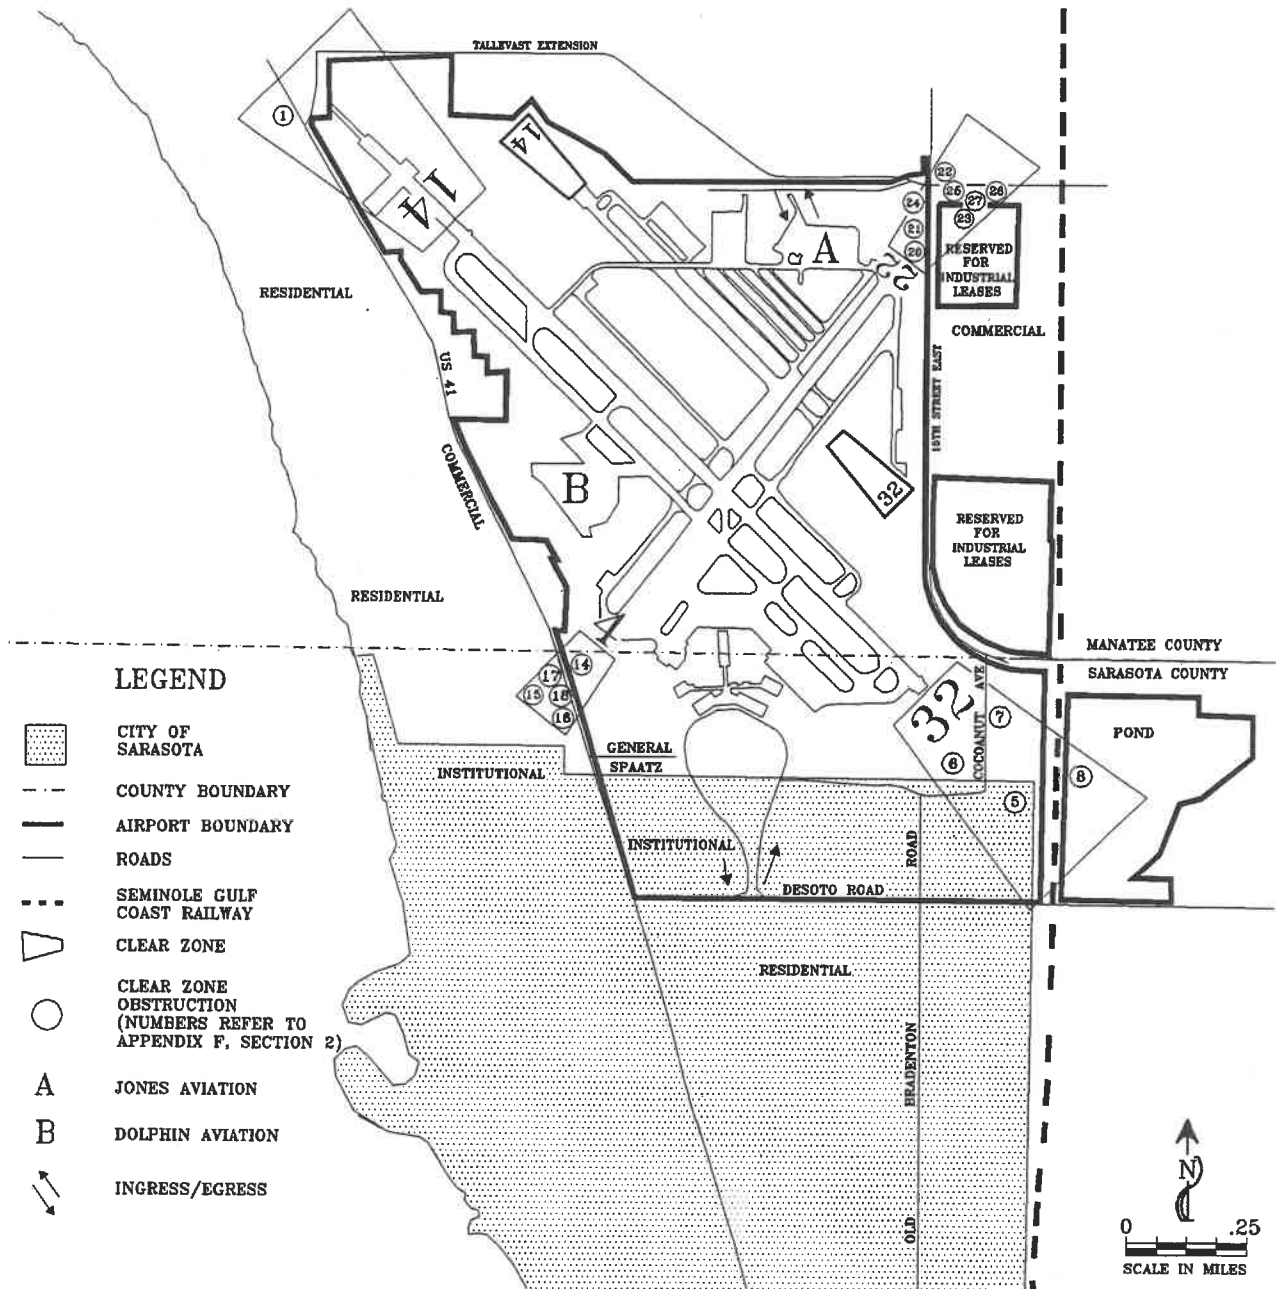 TALLEVAST EXTENSION
1
14
14
22
25
26
27
24
23
21
20
A
22
RESERVED
FOR
INDUSTRIAL
LEASES
RESIDENTIAL
COMMERCIAL
US 41
15TH STREET EAST
COMMERCIAL
B
32
RESERVED
FOR
INDUSTRIAL
LEASES
RESIDENTIAL
MANATEE COUNTY
SARASOTA COUNTY
14
17
15
18
16
32
COCOANUT AVE
7
6
8
5
POND
GENERAL
SPAATZ
INSTITUTIONAL
INSTITUTIONAL
DESOTO ROAD
RESIDENTIAL
OLD BRADENTON ROAD
LEGEND
CITY OF
SARASOTA
COUNTY BOUNDARY
AIRPORT BOUNDARY
ROADS
SEMINOLE GULF
COAST RAILWAY
CLEAR ZONE
CLEAR ZONE
OBSTRUCTION
(NUMBERS REFER TO
APPENDIX F, SECTION 2)
A JONES AVIATION
B DOLPHIN AVIATION
INGRESS/EGRESS
N
0 .25
SCALE IN MILES